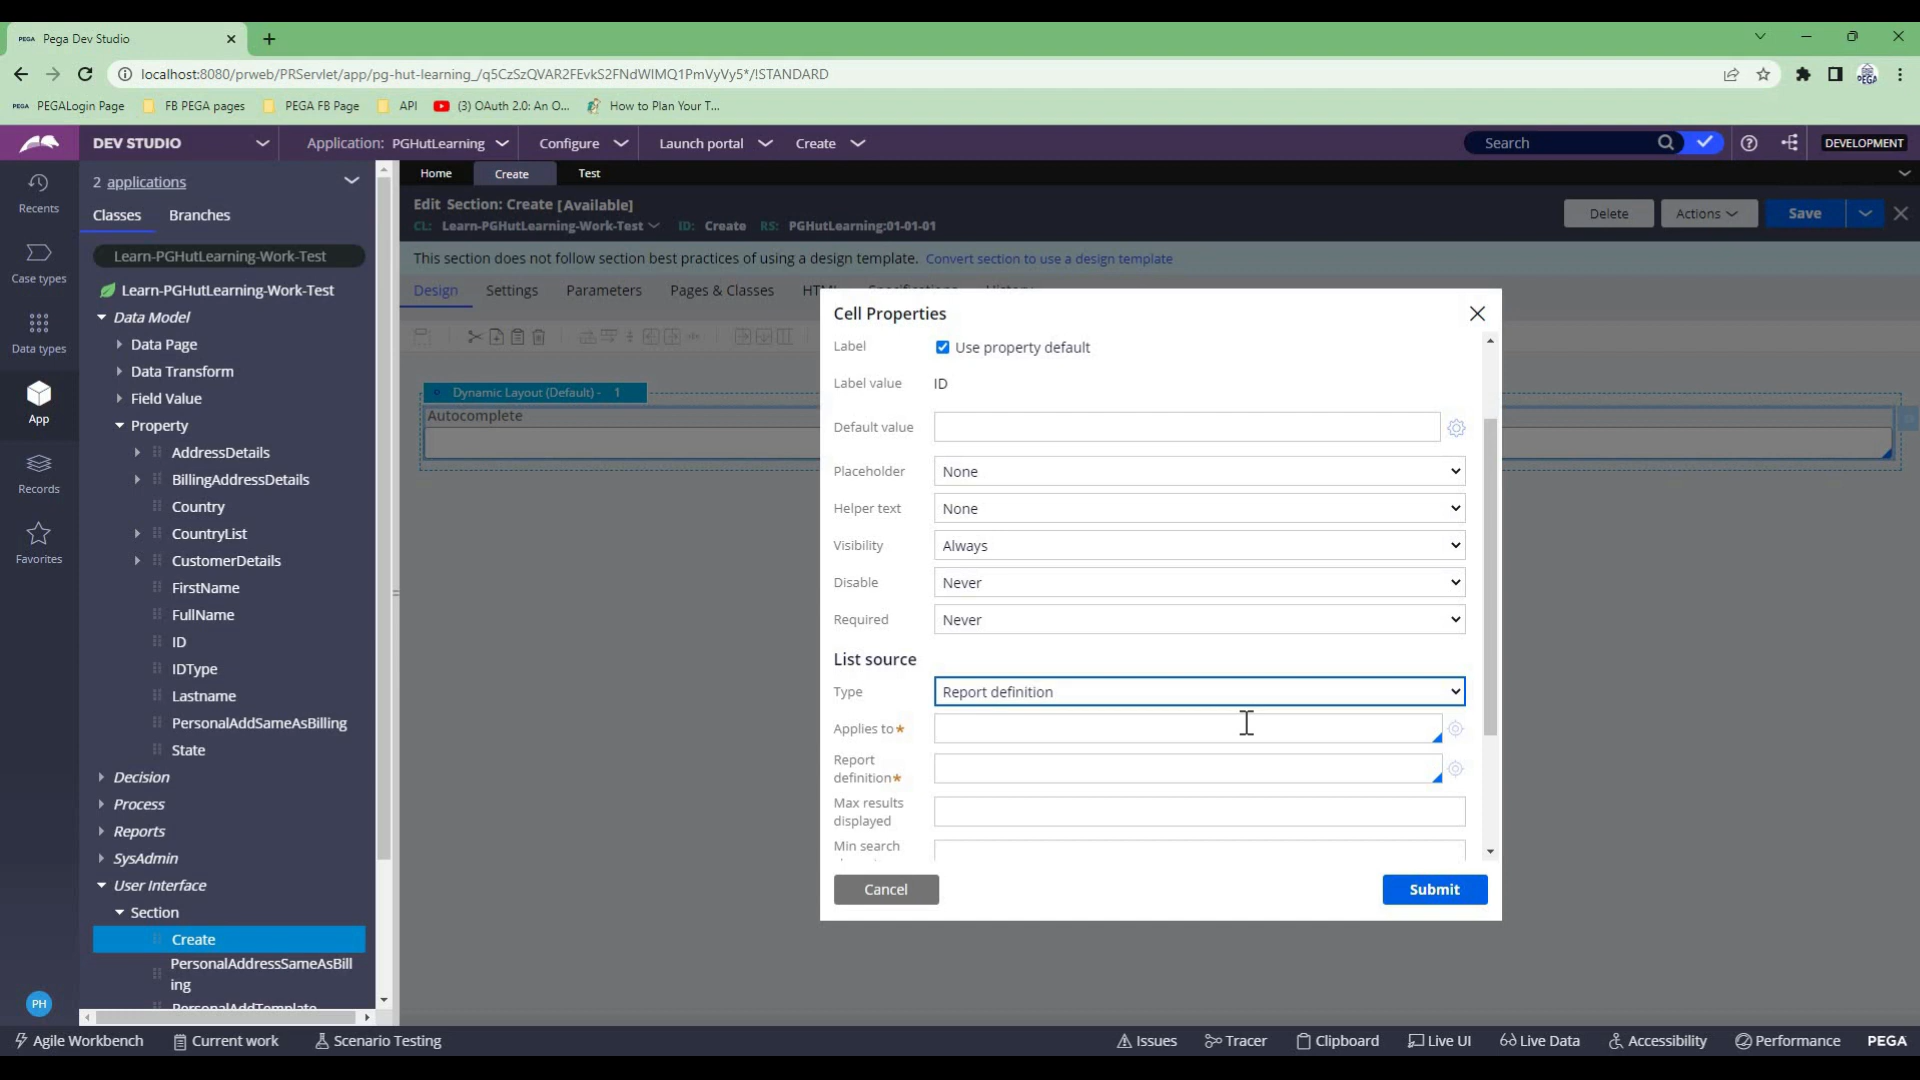 PEGA Pega Dev Studio
localhost:8080/prweb/PRServlet/app/pg-hut-learning_/q5CzSzQVAR2FEvkS2FNdWIMQ1PmVyVy5*/!STANDARD
PEGA PEGALogin Page FB PEGA pages PEGA FB Page API (3) OAuth 2.0: An O... How to Plan Your T...
DEV STUDIO Application: PGHutLearning Configure Launch portal Create Search DEVELOPMENT
Recents
Case types
Data types
App
Records
Favorites
PH
2 applications
Classes Branches
Learn-PGHutLearning-Work-Test
Learn-PGHutLearning-Work-Test
Data Model
Data Page
Data Transform
Field Value
Property
AddressDetails
BillingAddressDetails
Country
CountryList
CustomerDetails
FirstName
FullName
ID
IDType
Lastname
PersonalAddSameAsBilling
State
Decision
Process
Reports
SysAdmin
User Interface
Section
Create
PersonalAddressSameAsBill
ing
PersonalAddTemplate
Home Create Test
Edit Section: Create [Available]
CL: Learn-PGHutLearning-Work-Test ID: Create RS: PGHutLearning:01-01-01
Delete Actions Save
This section does not follow section best practices of using a design template. Convert section to use a design template
Design Settings Parameters Pages & Classes HTML Specifications History
Dynamic Layout (Default) - 1
Autocomplete
Cell Properties
Label Use property default
Label value ID
Default value
Placeholder None
Helper text None
Visibility Always
Disable Never
Required Never
List source
Type Report definition
Applies to★
Report
definition★
Max results
displayed
Min search
Cancel Submit
Agile Workbench Current work Scenario Testing Issues Tracer Clipboard Live UI Live Data Accessibility Performance PEGA